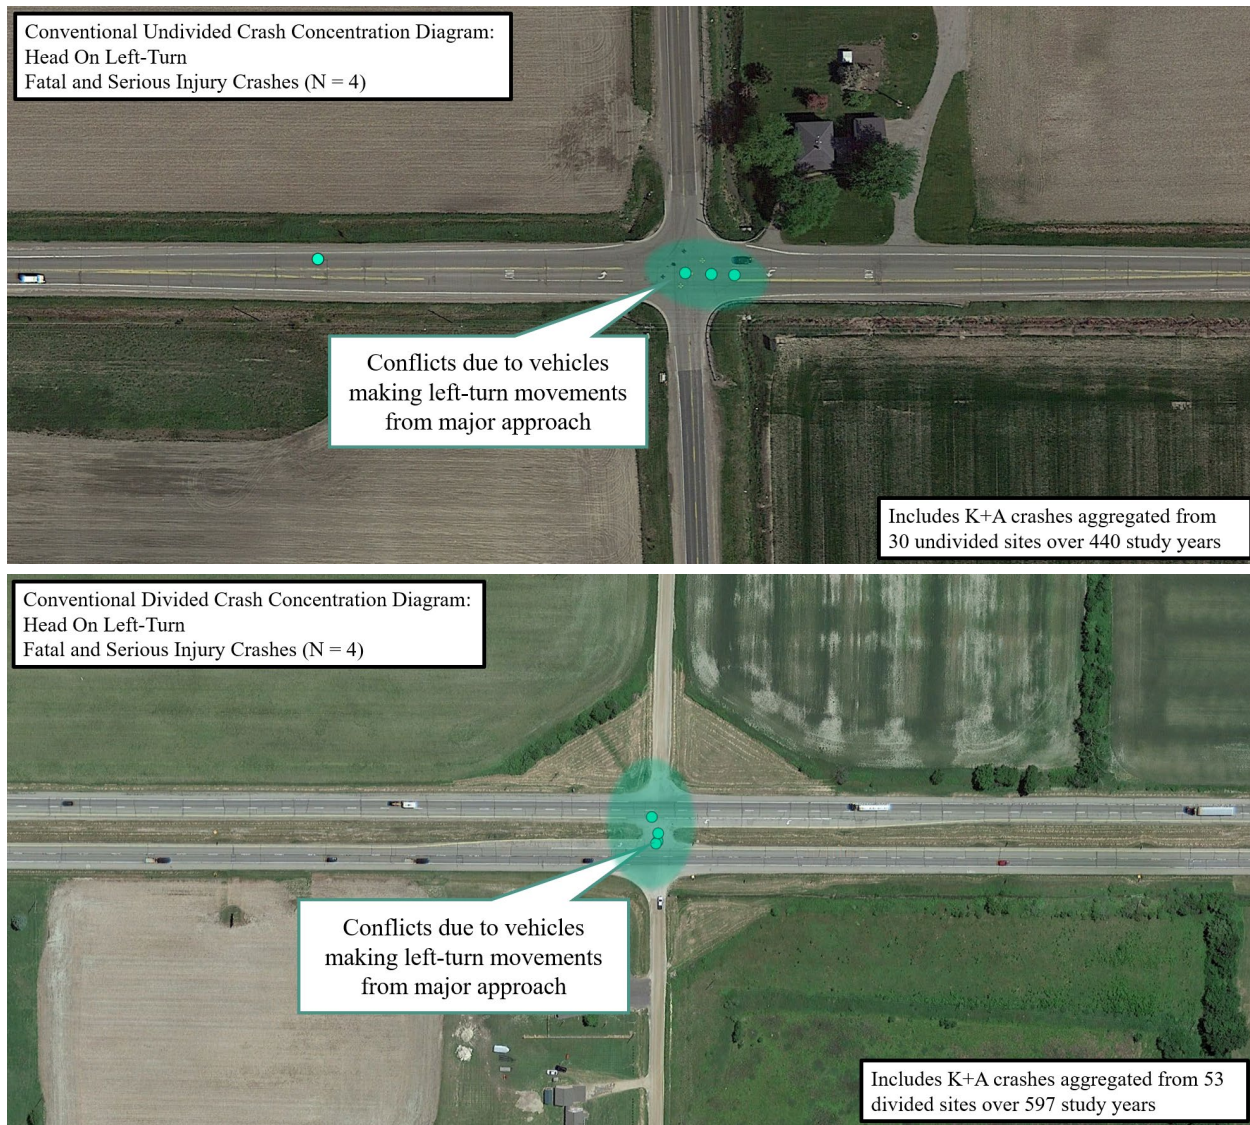 Conventional Undivided Crash Concentration Diagram:
Head On Left-Turn
Fatal and Serious Injury Crashes (N = 4)
Conflicts due to vehicles
making left-turn movements
from major approach
Includes K+A crashes aggregated from
30 undivided sites over 440 study years
Conventional Divided Crash Concentration Diagram:
Head On Left-Turn
Fatal and Serious Injury Crashes (N = 4)
Conflicts due to vehicles
making left-turn movements
from major approach
Includes K+A crashes aggregated from 53
divided sites over 597 study years